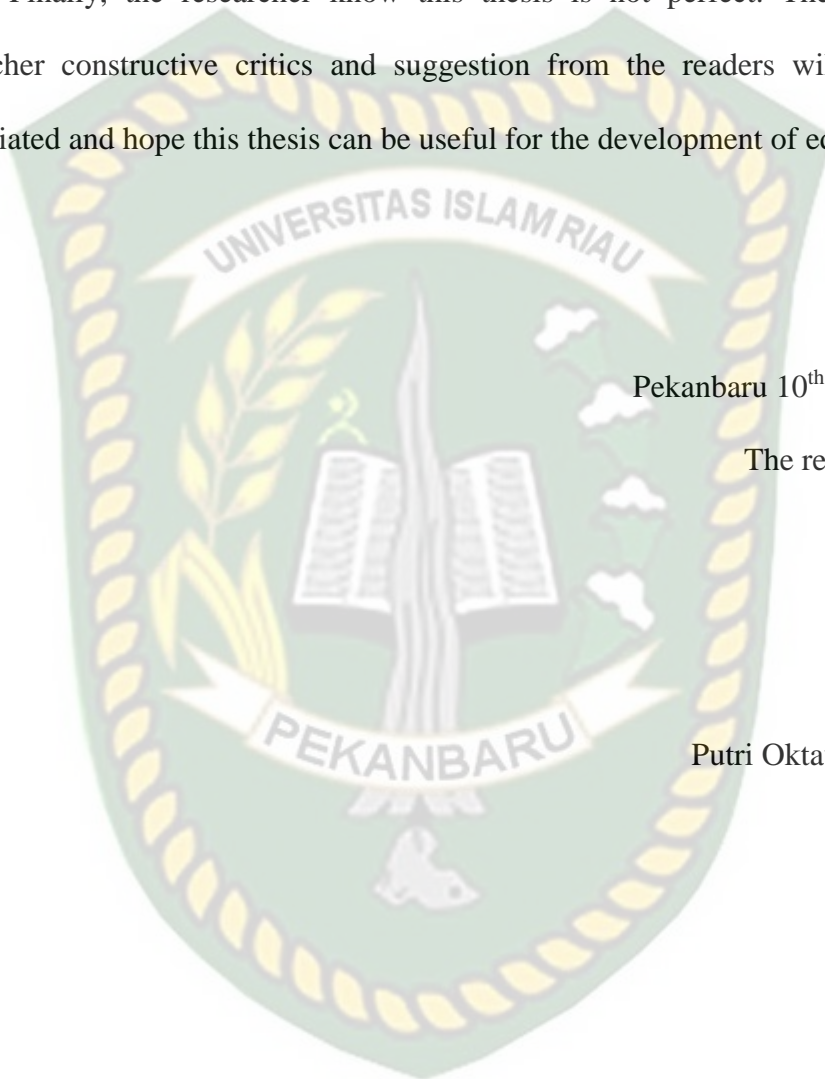 Finally, the researcher know this thesis is not perfect. The
cher constructive critics and suggestion from the readers wi
iated and hope this thesis can be useful for the development of ed
UNIVERSITAS ISLAM RIAU
Pekanbaru 10th
The re
PEKANBARU
Putri Okta